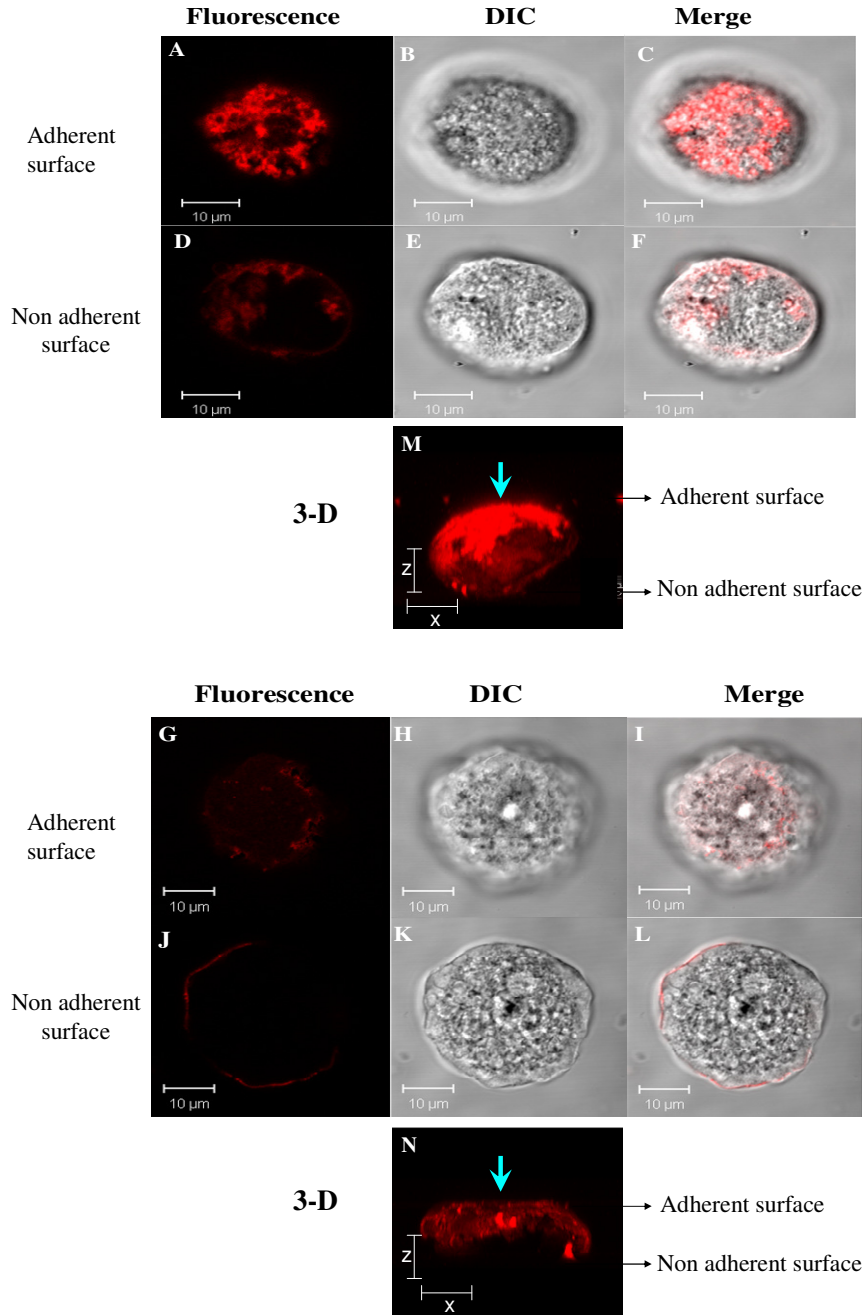 Fluorescence DIC Merge
Adherent
surface
A
B
C
10 µm
10 µm
10 µm
Non adherent
surface
D
E
F
10 µm
10 µm
10 µm
3-D
M
Z
X
Adherent surface
Non adherent surface
Fluorescence DIC Merge
Adherent
surface
G
H
I
10 µm
10 µm
10 µm
Non adherent
surface
J
K
L
10 µm
10 µm
10 µm
3-D
N
Z
X
Adherent surface
Non adherent surface